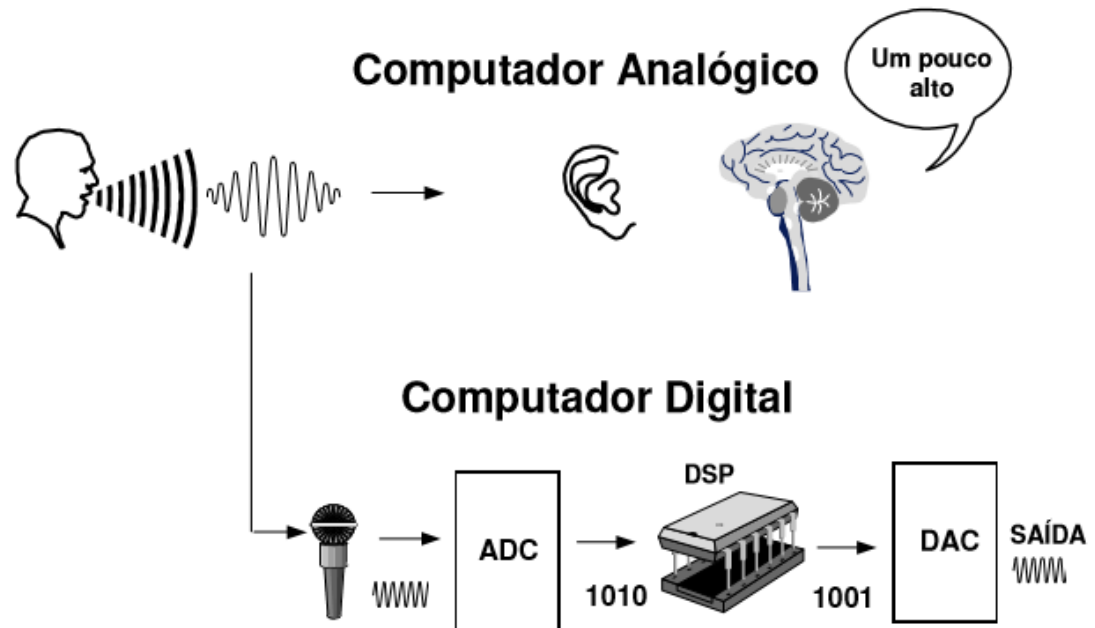 Computador Analógico
Um pouco
alto
Computador Digital
DSP
ADC
DAC
SAÍDA
1010
1001